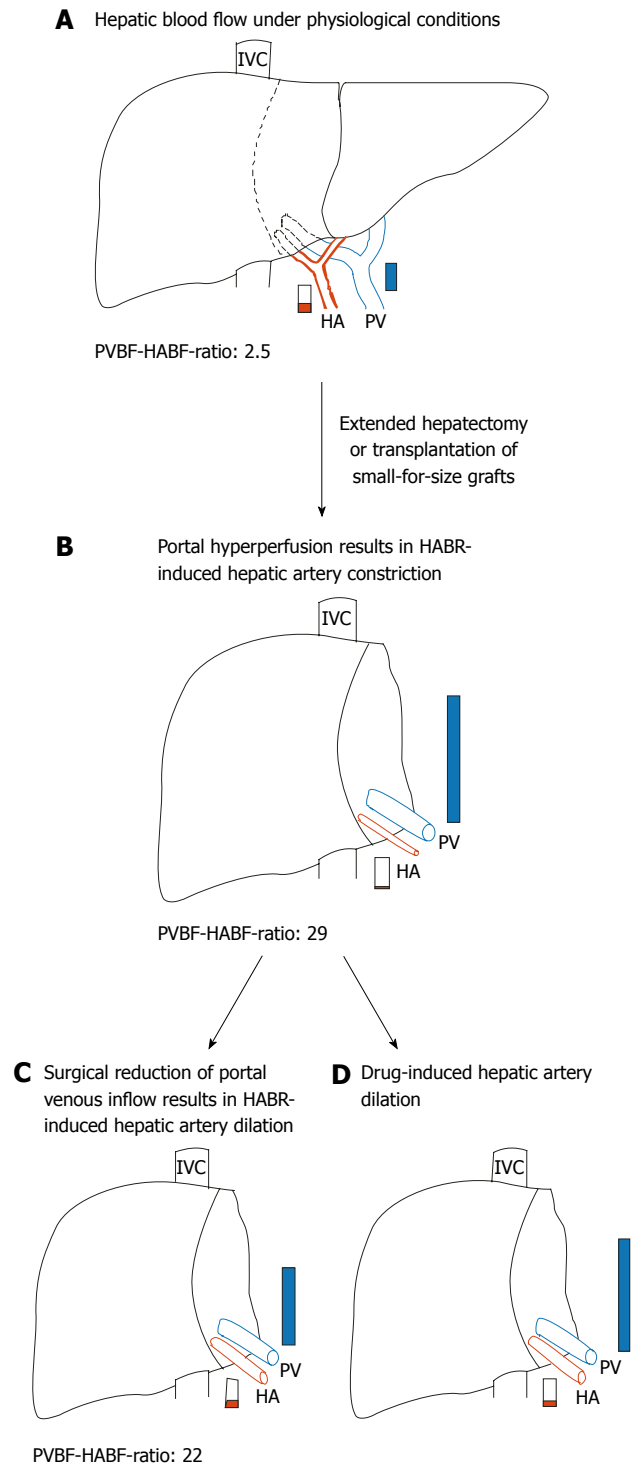 A Hepatic blood flow under physiological conditions
IVC
HA PV
PVBF-HABF-ratio: 2.5
Extended hepatectomy
or transplantation of
small-for-size grafts
B Portal hyperperfusion results in HABR-
induced hepatic artery constriction
IVC
PV
HA
PVBF-HABF-ratio: 29
C Surgical reduction of portal
venous inflow results in HABR-
induced hepatic artery dilation
IVC
PV
HA
PVBF-HABF-ratio: 22
D Drug-induced hepatic artery
dilation
IVC
PV
HA